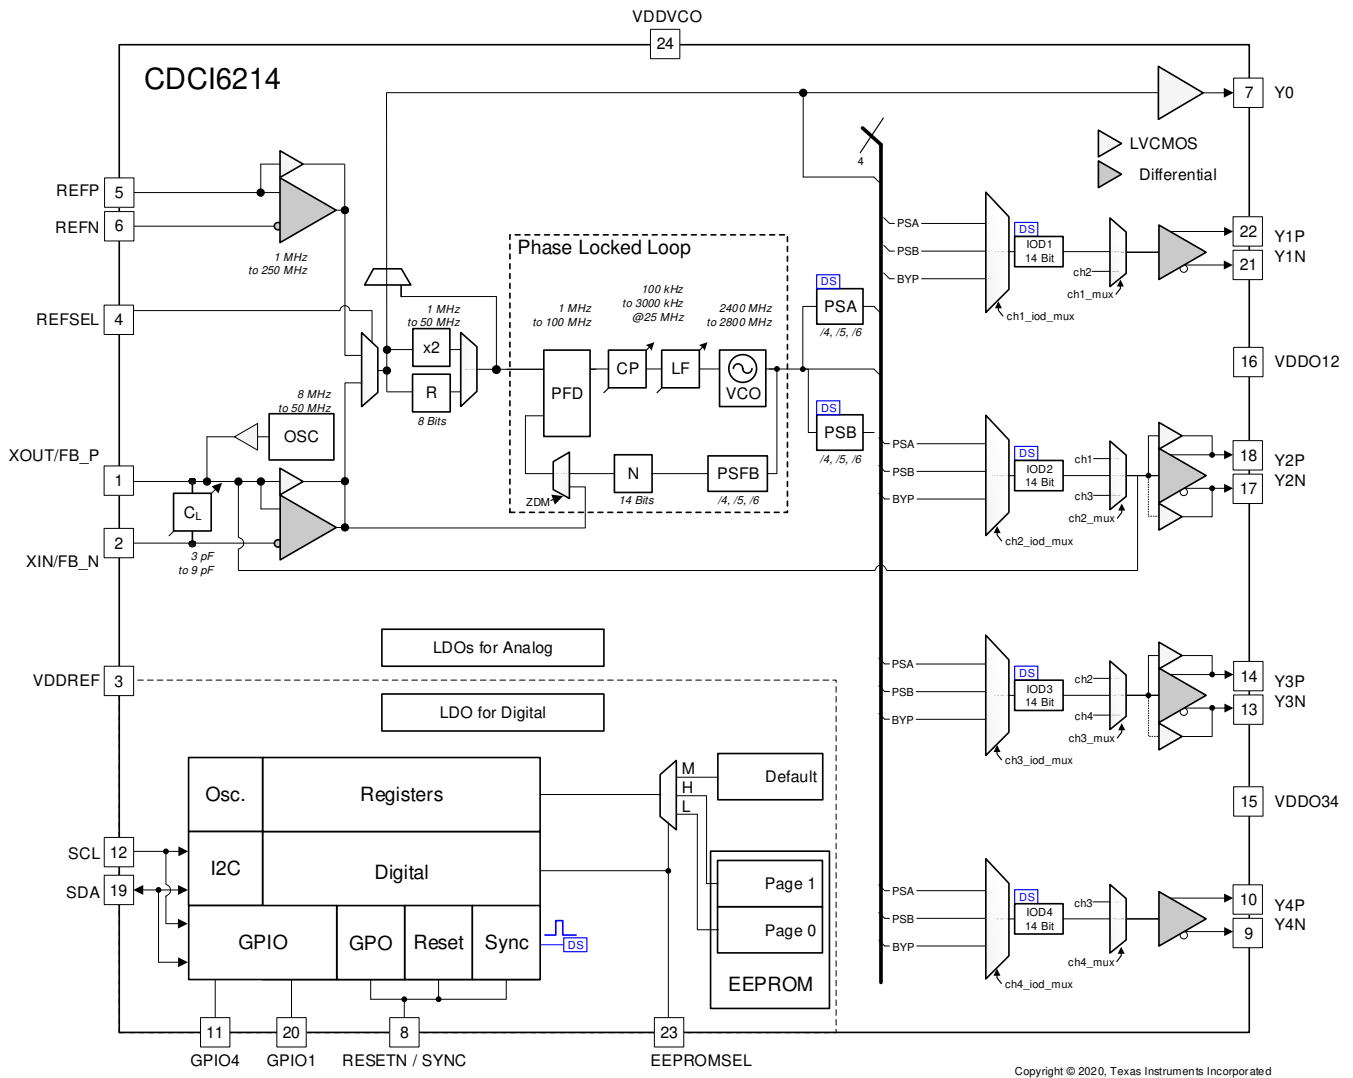 VDDVCO
24
CDCI6214
7
Y0
LVCMOS
Differential
4
REFP
5
REFN
6
1 MHz
to 250 MHz
REFSEL
4
Phase Locked Loop
1 MHz
to 50 MHz
x2
R
8 Bits
1 MHz
to 100 MHz
PFD
100 kHz
to 3000 kHz
@25 MHz
CP
LF
2400 MHz
to 2800 MHz
VCO
DS
PSA
/4, /5, /6
DS
PSB
/4, /5, /6
ZDM
N
14 Bits
PSFB
/4, /5, /6
8 MHz
to 50 MHz
OSC
XOUT/FB_P
1
CL
2
XIN/FB_N
3 pF
to 9 pF
PSA
PSB
BYP
ch1_iod_mux
DS
IOD1
14 Bit
ch2
ch1_mux
22
Y1P
21
Y1N
16
VDDO12
PSA
PSB
BYP
ch2_iod_mux
DS
IOD2
14 Bit
ch1
ch3
ch2_mux
18
Y2P
17
Y2N
PSA
PSB
BYP
ch3_iod_mux
DS
IOD3
14 Bit
ch2
ch4
ch3_mux
14
Y3P
13
Y3N
15
VDDO34
PSA
PSB
BYP
ch4_iod_mux
DS
IOD4
14 Bit
ch3
ch4_mux
10
Y4P
9
Y4N
LDOs for Analog
VDDREF
3
LDO for Digital
Osc.
Registers
I2C
Digital
GPIO
GPO
Reset
Sync
DS
SCL
12
SDA
19
M
H
L
Default
Page 1
Page 0
EEPROM
11
GPIO4
20
GPIO1
8
RESETN / SYNC
23
EEPROMSEL
Copyright © 2020, Texas Instruments Incorporated